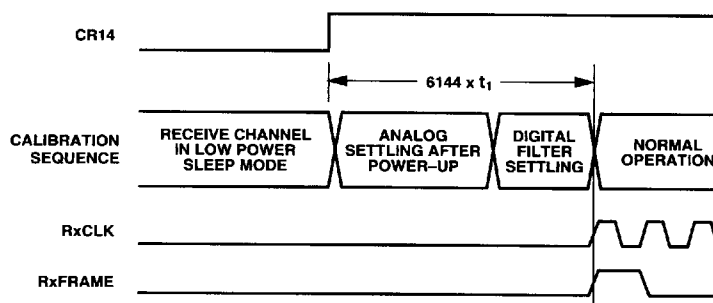 CR14
6144 x t1
CALIBRATION
SEQUENCE
RECEIVE CHANNEL
IN LOW POWER
SLEEP MODE
ANALOG
SETTLING AFTER
POWER–UP
DIGITAL
FILTER
SETTLING
NORMAL
OPERATION
RxCLK
RxFRAME